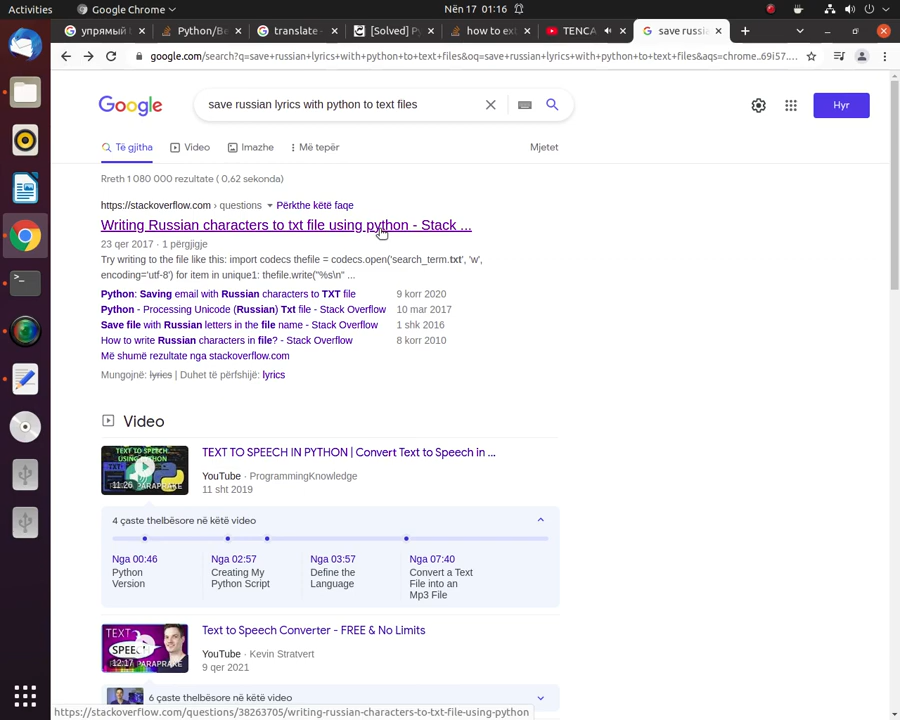 Activities
Google Chrome
Nën 17 01:16
упрямый
Python/Be
translate -
[Solved] Py
how to ext
TENCA
save russia
google.com/search?q=save+russian+lyrics+with+python+to+text+files&oq=save+russian+lyrics+with+python+to+text+files&aqs=chrome..69i57...
Google
save russian lyrics with python to text files
Hyr
Të gjitha
Video
Imazhe
Më tepër
Mjetet
Rreth 1 080 000 rezultate ( 0,62 sekonda)
https://stackoverflow.com › questions
Përkthe këtë faqe
Writing Russian characters to txt file using python - Stack ...
23 qer 2017 · 1 përgjigje
Try writing to the file like this: import codecs thefile = codecs.open('search_term.txt', 'w',
encoding='utf-8') for item in unique1: thefile.write("%s\n" ...
Python: Saving email with Russian characters to TXT file 9 korr 2020
Python - Processing Unicode (Russian) Txt file - Stack Overflow 10 mar 2017
Save file with Russian letters in the file name - Stack Overflow 1 shk 2016
How to write Russian characters in file? - Stack Overflow 8 korr 2010
Më shumë rezultate nga stackoverflow.com
Mungojnë: lyrics | Duhet të përfshijë: lyrics
Video
TEXT TO SPEECH
USING PYTHON
11:26
PARAPRAKE
TEXT TO SPEECH IN PYTHON | Convert Text to Speech in ...
YouTube · ProgrammingKnowledge
11 sht 2019
4 çaste thelbësore në këtë video
Nga 00:46
Python
Version
Nga 02:57
Creating My
Python Script
Nga 03:57
Define the
Language
Nga 07:40
Convert a Text
File into an
Mp3 File
TEXT
SPEECH
12:17
PARAPRAKE
Text to Speech Converter - FREE & No Limits
YouTube · Kevin Stratvert
9 qer 2021
6 çaste thelbësore në këtë video
https://stackoverflow.com/questions/38263705/writing-russian-characters-to-txt-file-using-python